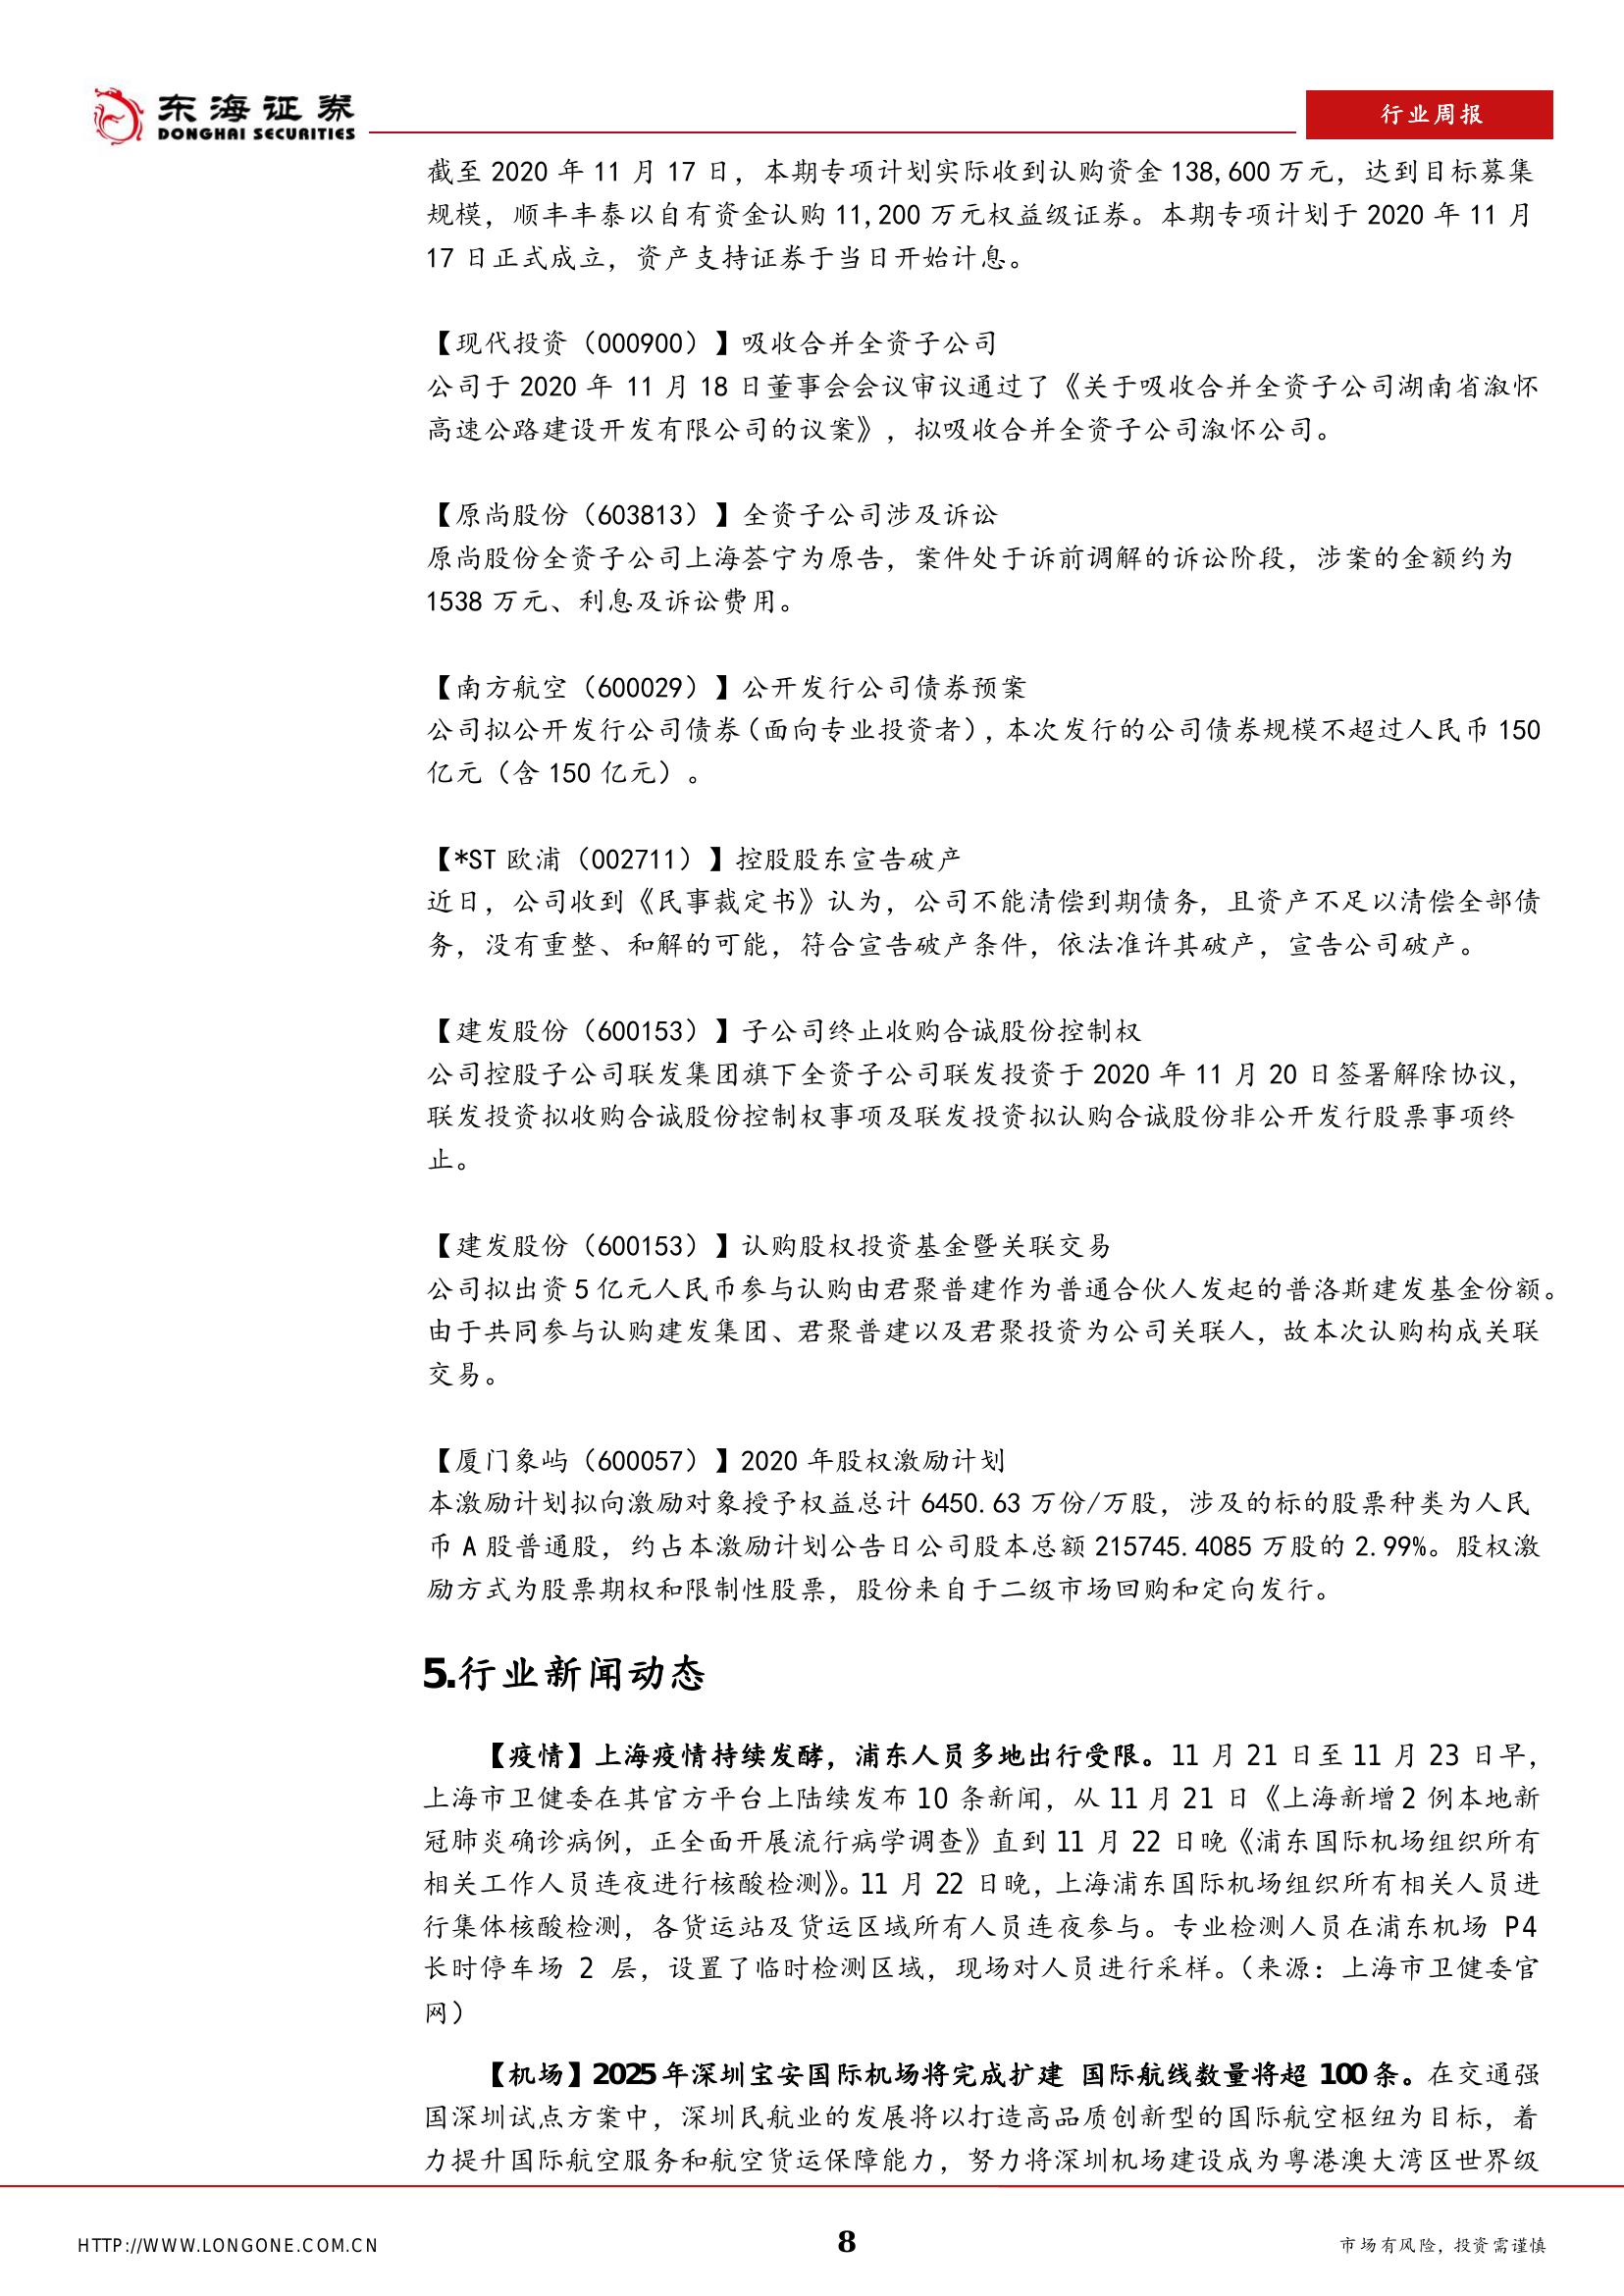 东海证券
DONGHAI SECURITIES
行业周报
截至 2020 年 11 月 17 日，本期专项计划实际收到认购资金 138,600 万元，达到目标募集
规模，顺丰丰泰以自有资金认购 11,200 万元权益级证券。本期专项计划于 2020 年 11 月
17 日正式成立，资产支持证券于当日开始计息。
【现代投资（000900）】吸收合并全资子公司
公司于 2020 年 11 月 18 日董事会会议审议通过了《关于吸收合并全资子公司湖南省溆怀
高速公路建设开发有限公司的议案》，拟吸收合并全资子公司溆怀公司。
【原尚股份（603813）】全资子公司涉及诉讼
原尚股份全资子公司上海荟宁为原告，案件处于诉前调解的诉讼阶段，涉案的金额约为
1538 万元、利息及诉讼费用。
【南方航空（600029）】公开发行公司债券预案
公司拟公开发行公司债券（面向专业投资者），本次发行的公司债券规模不超过人民币 150
亿元（含 150 亿元）。
【*ST 欧浦（002711）】控股股东宣告破产
近日，公司收到《民事裁定书》认为，公司不能清偿到期债务，且资产不足以清偿全部债
务，没有重整、和解的可能，符合宣告破产条件，依法准许其破产，宣告公司破产。
【建发股份（600153）】子公司终止收购合诚股份控制权
公司控股子公司联发集团旗下全资子公司联发投资于 2020 年 11 月 20 日签署解除协议，
联发投资拟收购合诚股份控制权事项及联发投资拟认购合诚股份非公开发行股票事项终
止。
【建发股份（600153）】认购股权投资基金暨关联交易
公司拟出资 5 亿元人民币参与认购由君聚普建作为普通合伙人发起的普洛斯建发基金份额。
由于共同参与认购建发集团、君聚普建以及君聚投资为公司关联人，故本次认购构成关联
交易。
【厦门象屿（600057）】2020 年股权激励计划
本激励计划拟向激励对象授予权益总计 6450.63 万份/万股，涉及的标的股票种类为人民
币 A 股普通股，约占本激励计划公告日公司股本总额 215745.4085 万股的 2.99%。股权激
励方式为股票期权和限制性股票，股份来自于二级市场回购和定向发行。
5.行业新闻动态
【疫情】上海疫情持续发酵，浦东人员多地出行受限。11 月 21 日至 11 月 23 日早，
上海市卫健委在其官方平台上陆续发布 10 条新闻，从 11 月 21 日《上海新增 2 例本地新
冠肺炎确诊病例，正全面开展流行病学调查》直到 11 月 22 日晚《浦东国际机场组织所有
相关工作人员连夜进行核酸检测》。11 月 22 日晚，上海浦东国际机场组织所有相关人员进
行集体核酸检测，各货运站及货运区域所有人员连夜参与。专业检测人员在浦东机场 P4
长时停车场 2 层，设置了临时检测区域，现场对人员进行采样。（来源：上海市卫健委官
网）
【机场】2025 年深圳宝安国际机场将完成扩建 国际航线数量将超 100 条。在交通强
国深圳试点方案中，深圳民航业的发展将以打造高品质创新型的国际航空枢纽为目标，着
力提升国际航空服务和航空货运保障能力，努力将深圳机场建设成为粤港澳大湾区世界级
HTTP://WWW.LONGONE.COM.CN
8
市场有风险，投资需谨慎